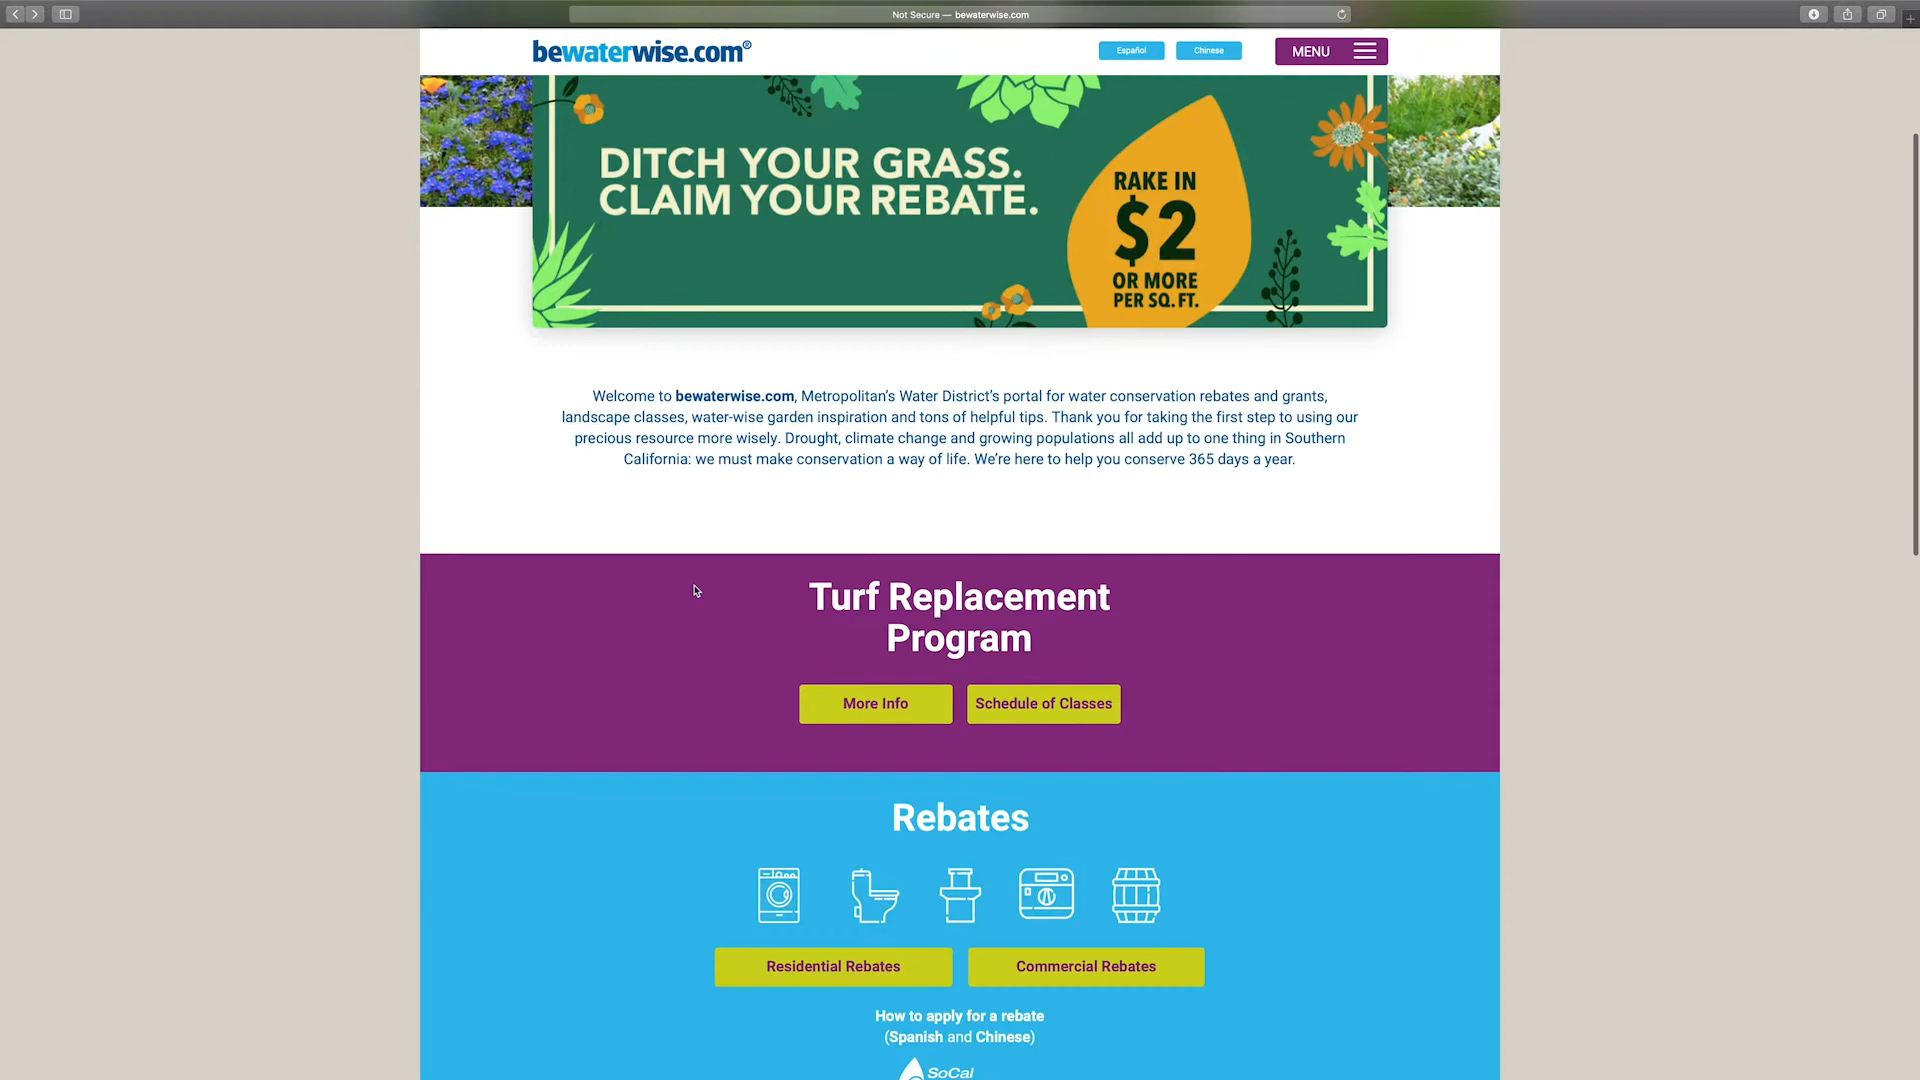 Not Secure — bewaterwise.com
bewaterwise.com®
Español
Chinese
MENU
DITCH YOUR GRASS.
CLAIM YOUR REBATE.
RAKE IN
$2
OR MORE
PER SQ. FT.
Welcome to bewaterwise.com, Metropolitan’s Water District’s portal for water conservation rebates and grants,
landscape classes, water-wise garden inspiration and tons of helpful tips. Thank you for taking the first step to using our
precious resource more wisely. Drought, climate change and growing populations all add up to one thing in Southern
California: we must make conservation a way of life. We’re here to help you conserve 365 days a year.
Turf Replacement
Program
More Info
Schedule of Classes
Rebates
Residential Rebates
Commercial Rebates
How to apply for a rebate
(Spanish and Chinese)
SoCal